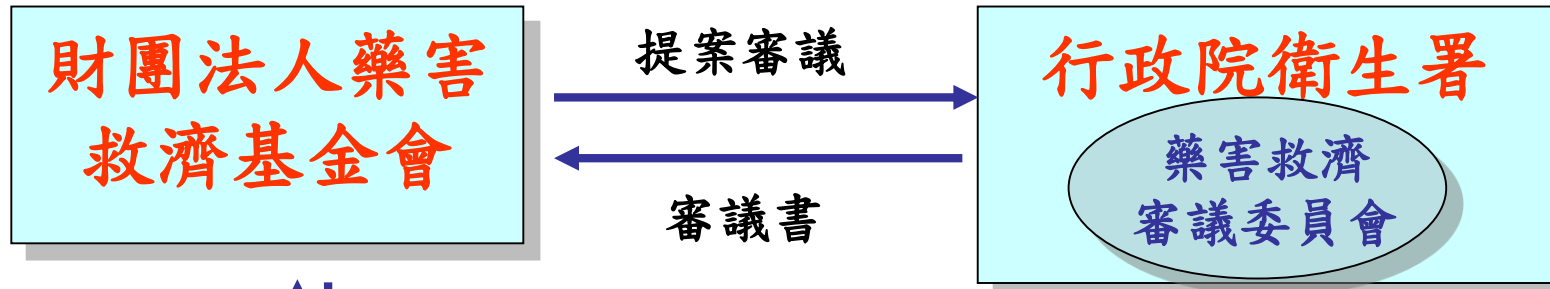 財團法人藥害
救濟基金會
提案審議
審議書
行政院衛生署
藥害救濟
審議委員會